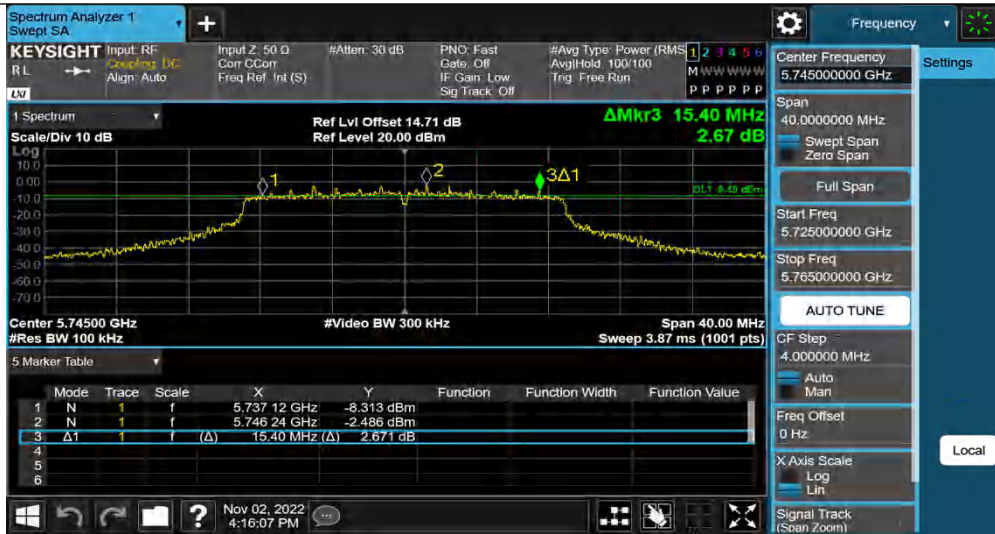 Spectrum Analyzer 1
Swept SA
Frequency
KEYSIGHT Input: RF Input Z: 50 Ω #Atten: 30 dB PNO: Fast #Avg Type: Power (RMS 1 2 3 4 5 6
RL Coupling: DC Corr CCorr Gate: Off Avg|Hold: 100/100 M W W W W W
Align: Auto Freq Ref: Int (S) IF Gain: Low Trig: Free Run
LXI Sig Track: Off P P P P P P
1 Spectrum
Ref Lvl Offset 14.71 dB ΔMkr3 15.40 MHz
Scale/Div 10 dB Ref Level 20.00 dBm 2.67 dB
Log
10.0
0.00
-10.0
-20.0
-30.0
-40.0
-50.0
-60.0
-70.0
1
2
3Δ1
DL1 -8.49 dBm
Center 5.74500 GHz #Video BW 300 kHz Span 40.00 MHz
#Res BW 100 kHz Sweep 3.87 ms (1001 pts)
5 Marker Table
Mode Trace Scale X Y Function Function Width Function Value
1 N 1 f 5.737 12 GHz -8.313 dBm
2 N 1 f 5.746 24 GHz -2.486 dBm
3 Δ1 1 f (Δ) 15.40 MHz (Δ) 2.671 dB
4
5
6
?
Nov 02, 2022
4:16:07 PM
Center Frequency
5.745000000 GHz
Span
40.0000000 MHz
Swept Span
Zero Span
Full Span
Start Freq
5.725000000 GHz
Stop Freq
5.765000000 GHz
AUTO TUNE
CF Step
4.000000 MHz
Auto
Man
Freq Offset
0 Hz
X Axis Scale
Log
Lin
Signal Track
(Span Zoom)
Settings
Local